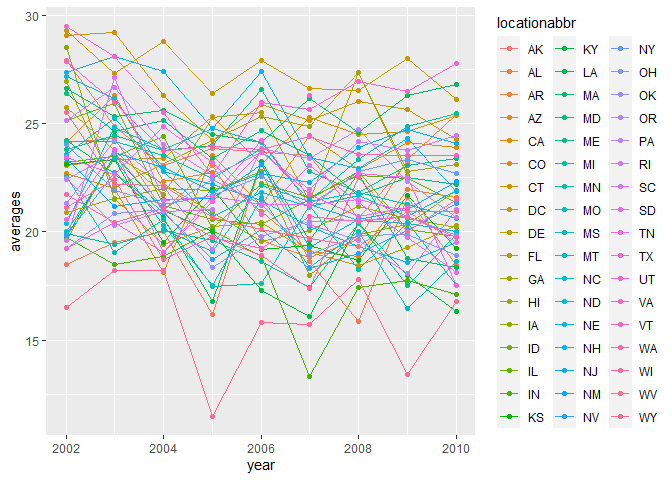 locationabbr
AK KY NY
AL LA OH
AR MA OK
AZ MD OR
CA ME PA
CO MI RI
CT MN SC
DC MO SD
DE MS TN
FL MT TX
GA NC UT
HI ND VA
IA NE VT
ID NH WA
IL NJ WI
IN NM WV
KS NV WY
30
25
20
15
averages
2002 2004 2006 2008 2010
year